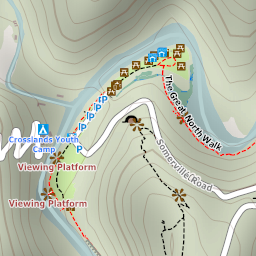 The Great North Walk
P
P
P
P
P
P
Crosslands Youth
Camp
Somerville Road
Viewing Platform
Viewing Platform